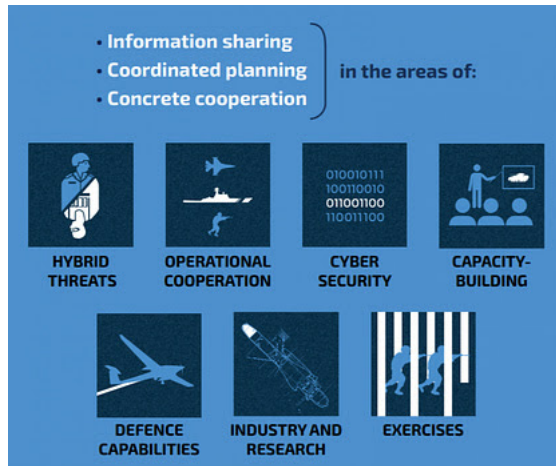 • Information sharing
• Coordinated planning
• Concrete cooperation
in the areas of:
HYBRID
THREATS
OPERATIONAL
COOPERATION
010010111
100110010
011001100
110011100
CYBER
SECURITY
CAPACITY-
BUILDING
DEFENCE
CAPABILITIES
INDUSTRY AND
RESEARCH
EXERCISES